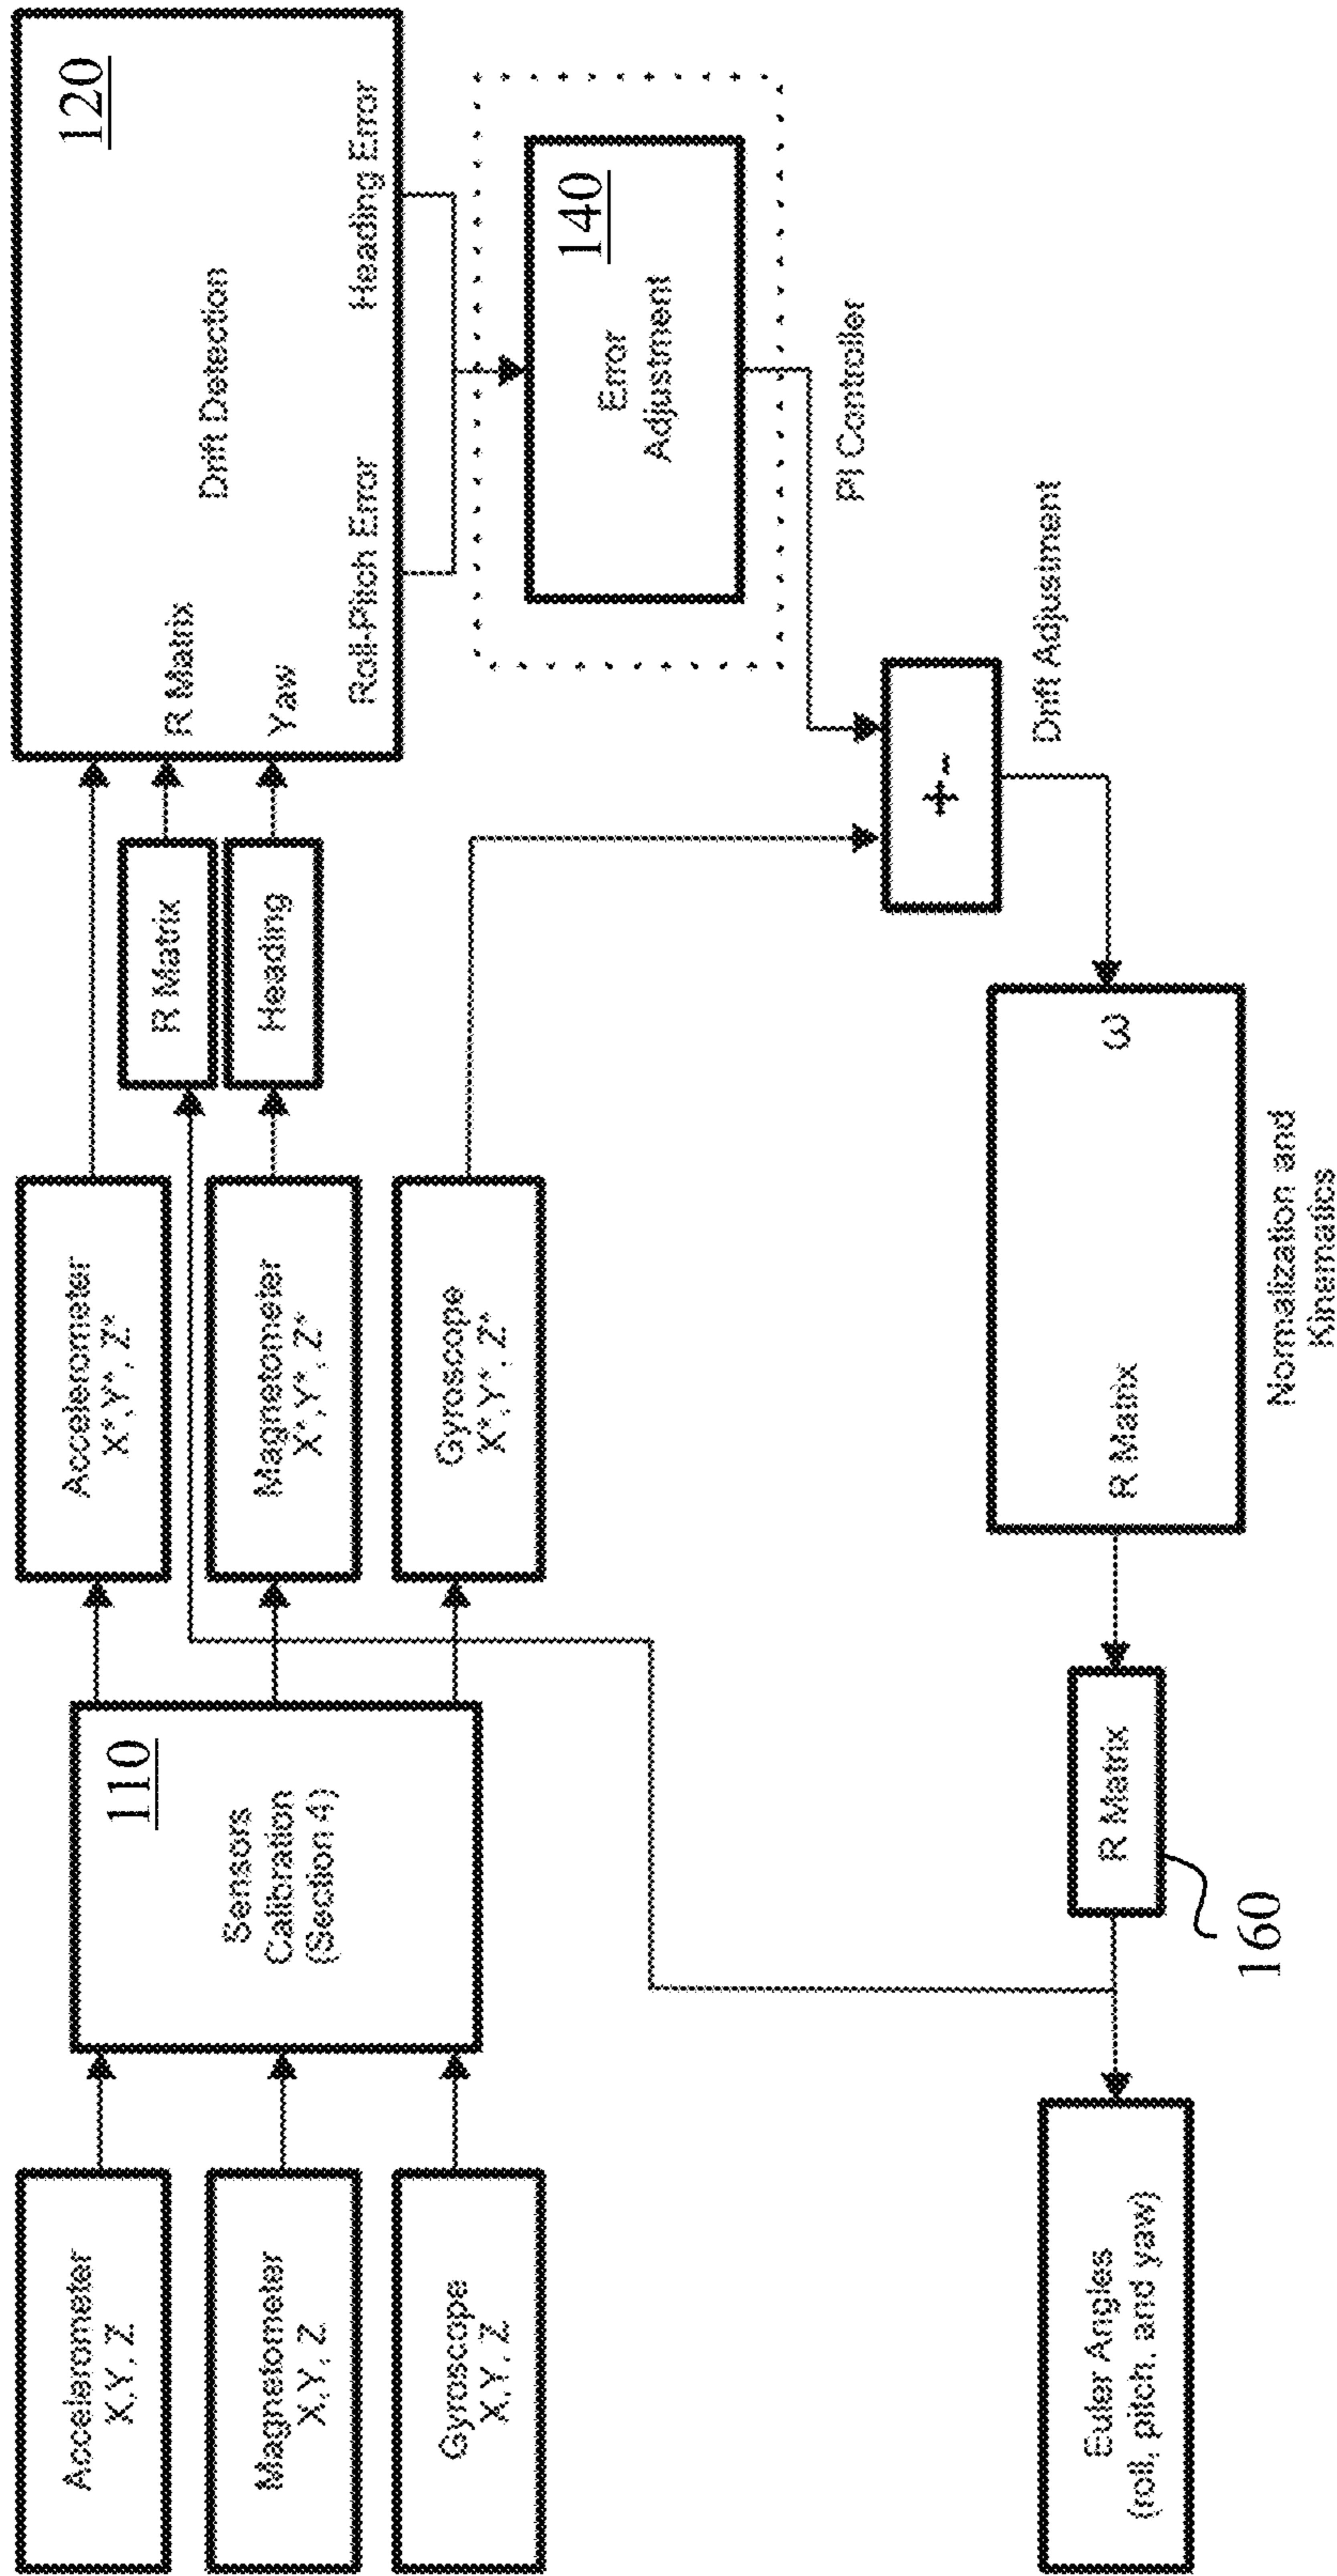 Accelerometer
X,Y, Z
Magnetometer
X,Y, Z
Gyroscope
X,Y, Z
110
Sensors
Calibration
(Section 4)
Accelerometer
X*,Y*, Z*
Magnetometer
X*,Y*, Z*
Gyroscope
X*,Y*, Z*
R Matrix
Heading
120
Drift Detection
R Matrix
Yaw
Roll-Pitch Error
Heading Error
140
Error
Adjustment
PI Controller
+ -
Drift Adjustment
ω
R Matrix
Normalization and
Kinematics
R Matrix
160
Euler Angles
(roll, pitch, and yaw)